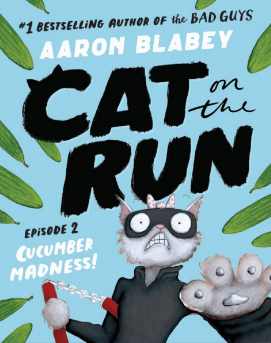 #1 BESTSELLING AUTHOR OF the BAD GUYS
AARON BLABEY
CAT on
the
RUN
EPISODE 2
CUCUMBER
MADNESS!